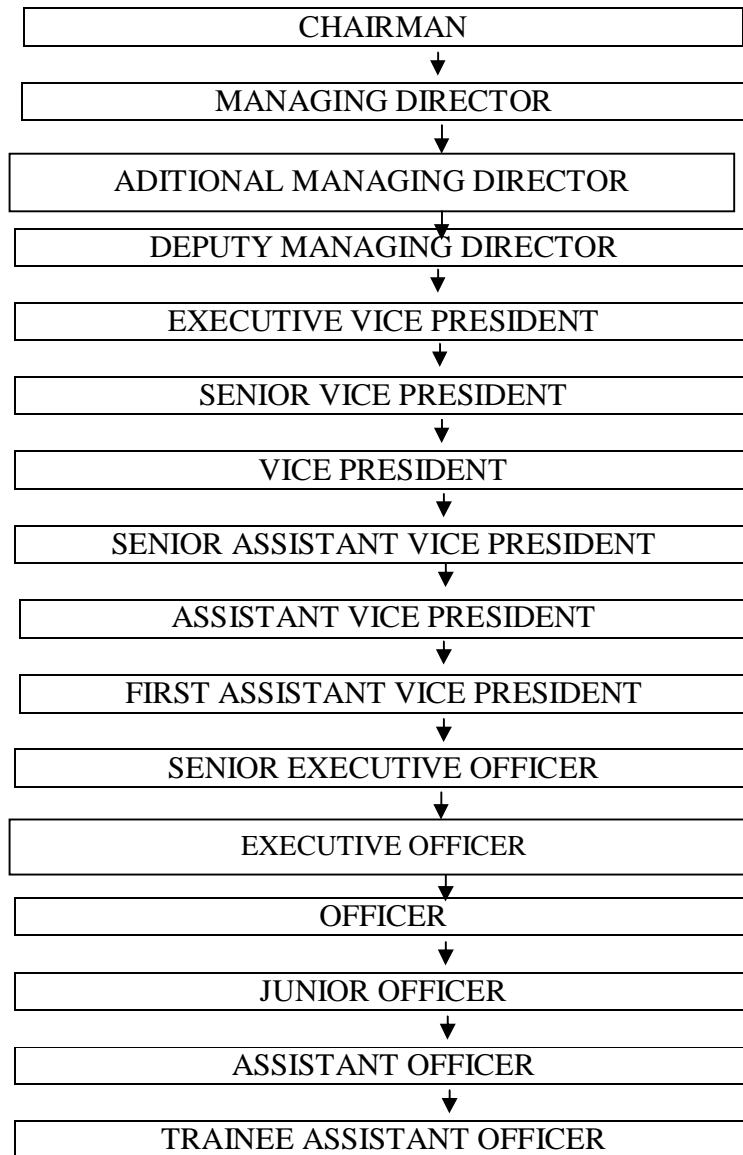 CHAIRMAN
MANAGING DIRECTOR
ADITIONAL MANAGING DIRECTOR
DEPUTY MANAGING DIRECTOR
EXECUTIVE VICE PRESIDENT
SENIOR VICE PRESIDENT
VICE PRESIDENT
SENIOR ASSISTANT VICE PRESIDENT
ASSISTANT VICE PRESIDENT
FIRST ASSISTANT VICE PRESIDENT
SENIOR EXECUTIVE OFFICER
EXECUTIVE OFFICER
OFFICER
JUNIOR OFFICER
ASSISTANT OFFICER
TRAINEE ASSISTANT OFFICER